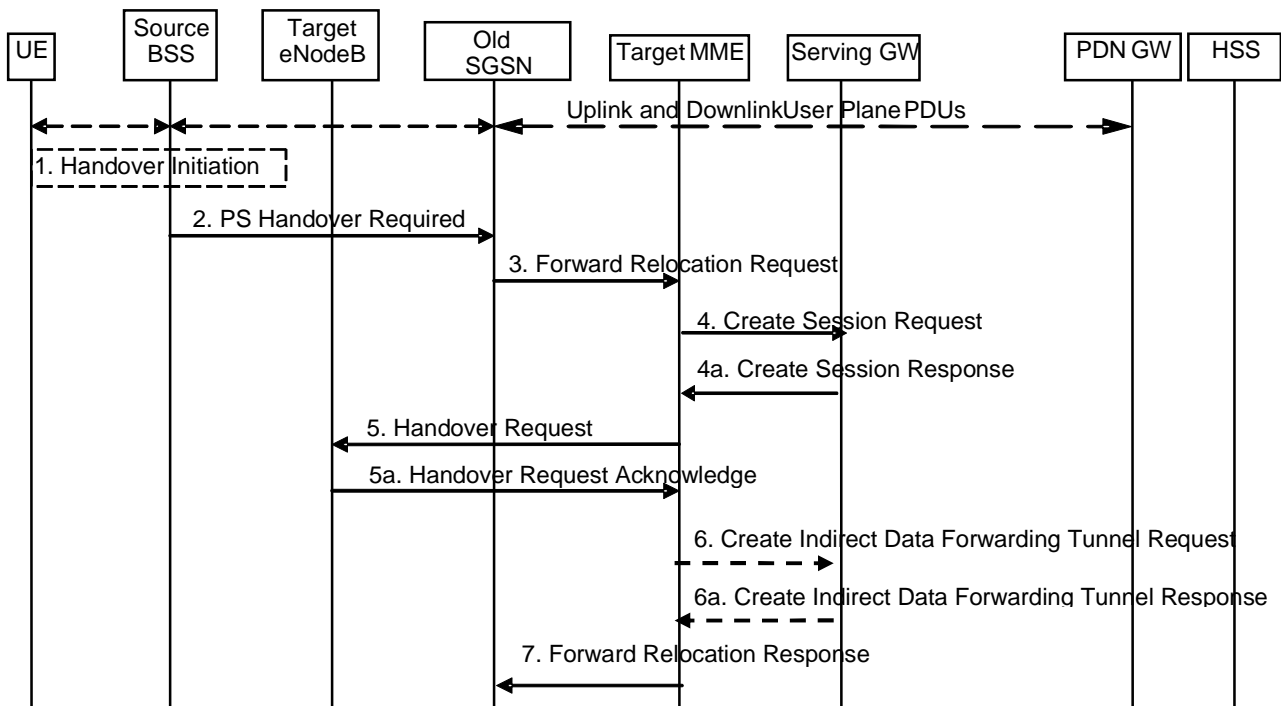 UE
Source
BSS
Target
eNodeB
Old
SGSN
Target MME
Serving GW
PDN GW
HSS
Uplink and DownlinkUser Plane PDUs
1. Handover Initiation
2. PS Handover Required
3. Forward Relocation Request
4. Create Session Request
4a. Create Session Response
5. Handover Request
5a. Handover Request Acknowledge
6. Create Indirect Data Forwarding Tunnel Request
6a. Create Indirect Data Forwarding Tunnel Response
7. Forward Relocation Response